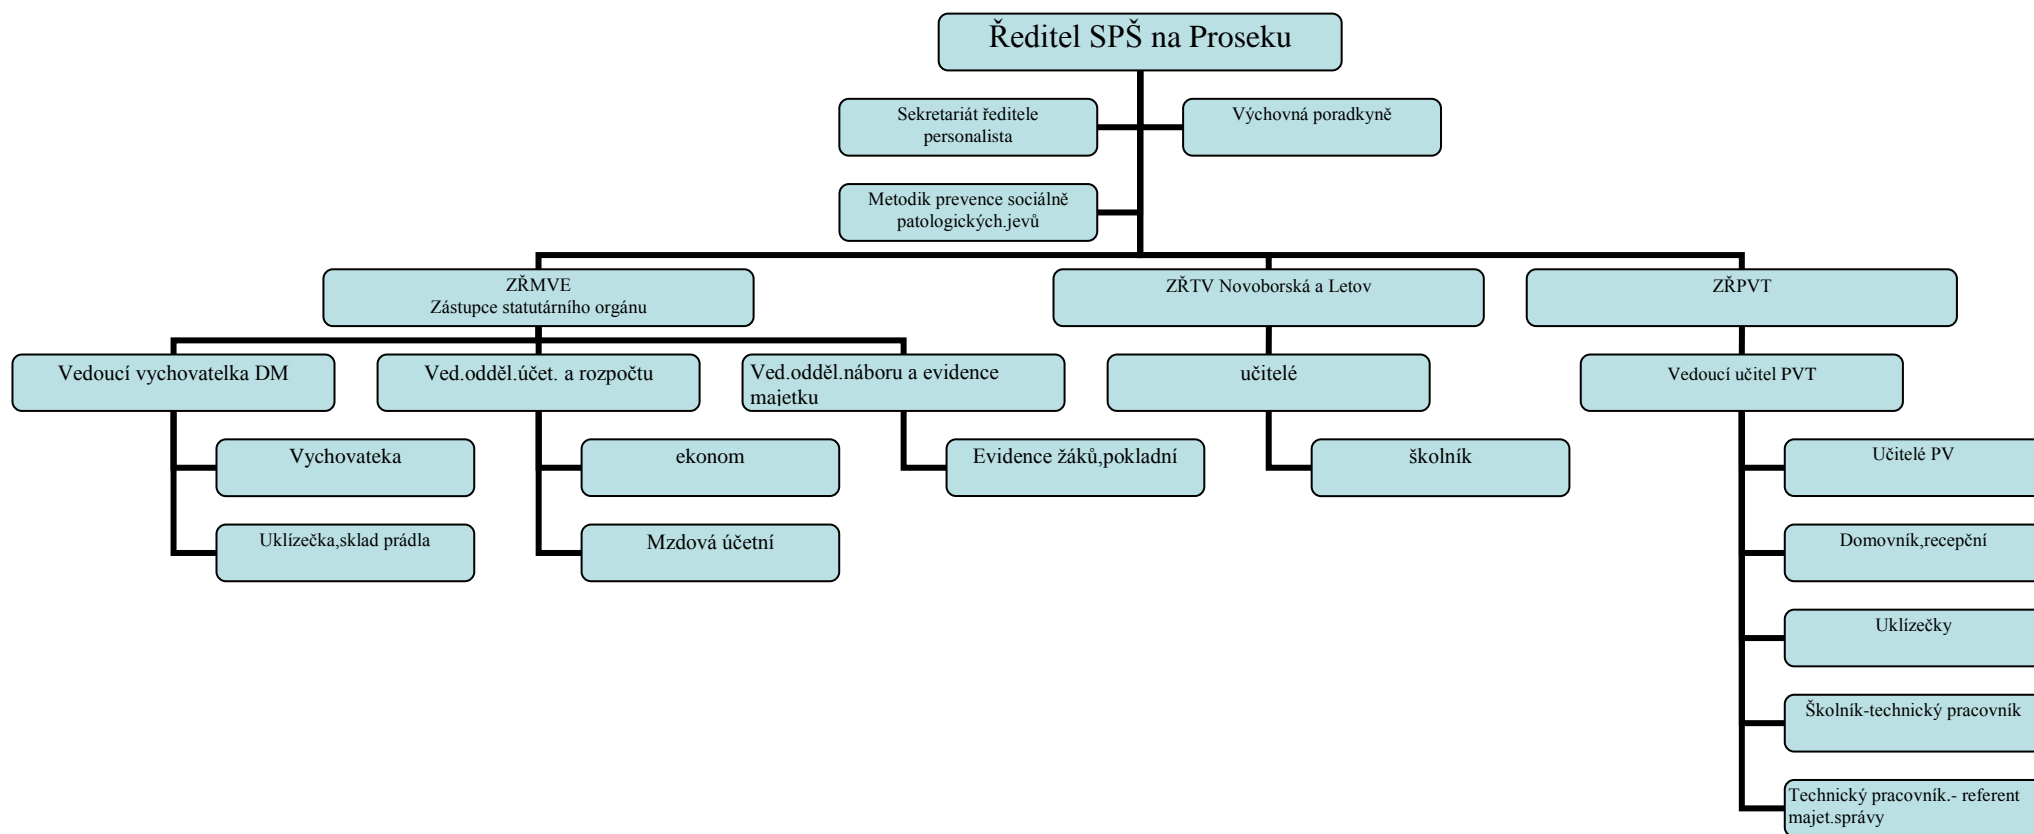 Ředitel SPŠ na Proseku
Sekretariát ředitele
personalista
Výchovná poradkyně
Metodik prevence sociálně
patologických.jevů
ZŘMVE
Zástupce statutárního orgánu
ZŘTV Novoborská a Letov
ZŘPVT
Vedoucí vychovatelka DM
Ved.odděl.účet. a rozpočtu
Ved.odděl.náboru a evidence
majetku
učitelé
Vedoucí učitel PVT
Vychovateka
ekonom
Evidence žáků,pokladní
školník
Učitelé PV
Uklízečka,sklad prádla
Mzdová účetní
Domovník,recepční
Uklízečky
Školník-technický pracovník
Technický pracovník.- referent
majet.správy